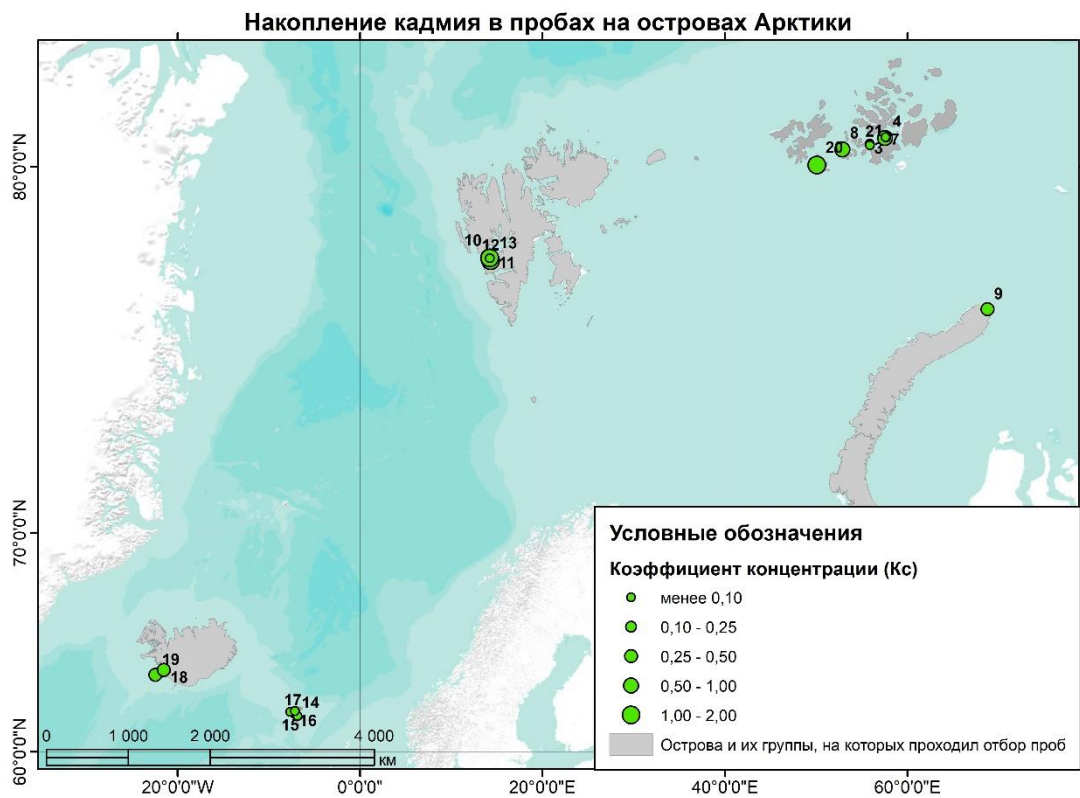 Накопление кадмия в пробах на островах Арктики
80°0'0"N
70°0'0"N
60°0'0"N
4
21
8
7
3
20
10
12
13
11
9
19
18
17
14
15
16
0
1 000
2 000
4 000
км
Условные обозначения
Коэффициент концентрации (Кс)
менее 0,10
0,10 - 0,25
0,25 - 0,50
0,50 - 1,00
1,00 - 2,00
Острова и их группы, на которых проходил отбор проб
20°0'0"W
0°0'0"
20°0'0"E
40°0'0"E
60°0'0"E